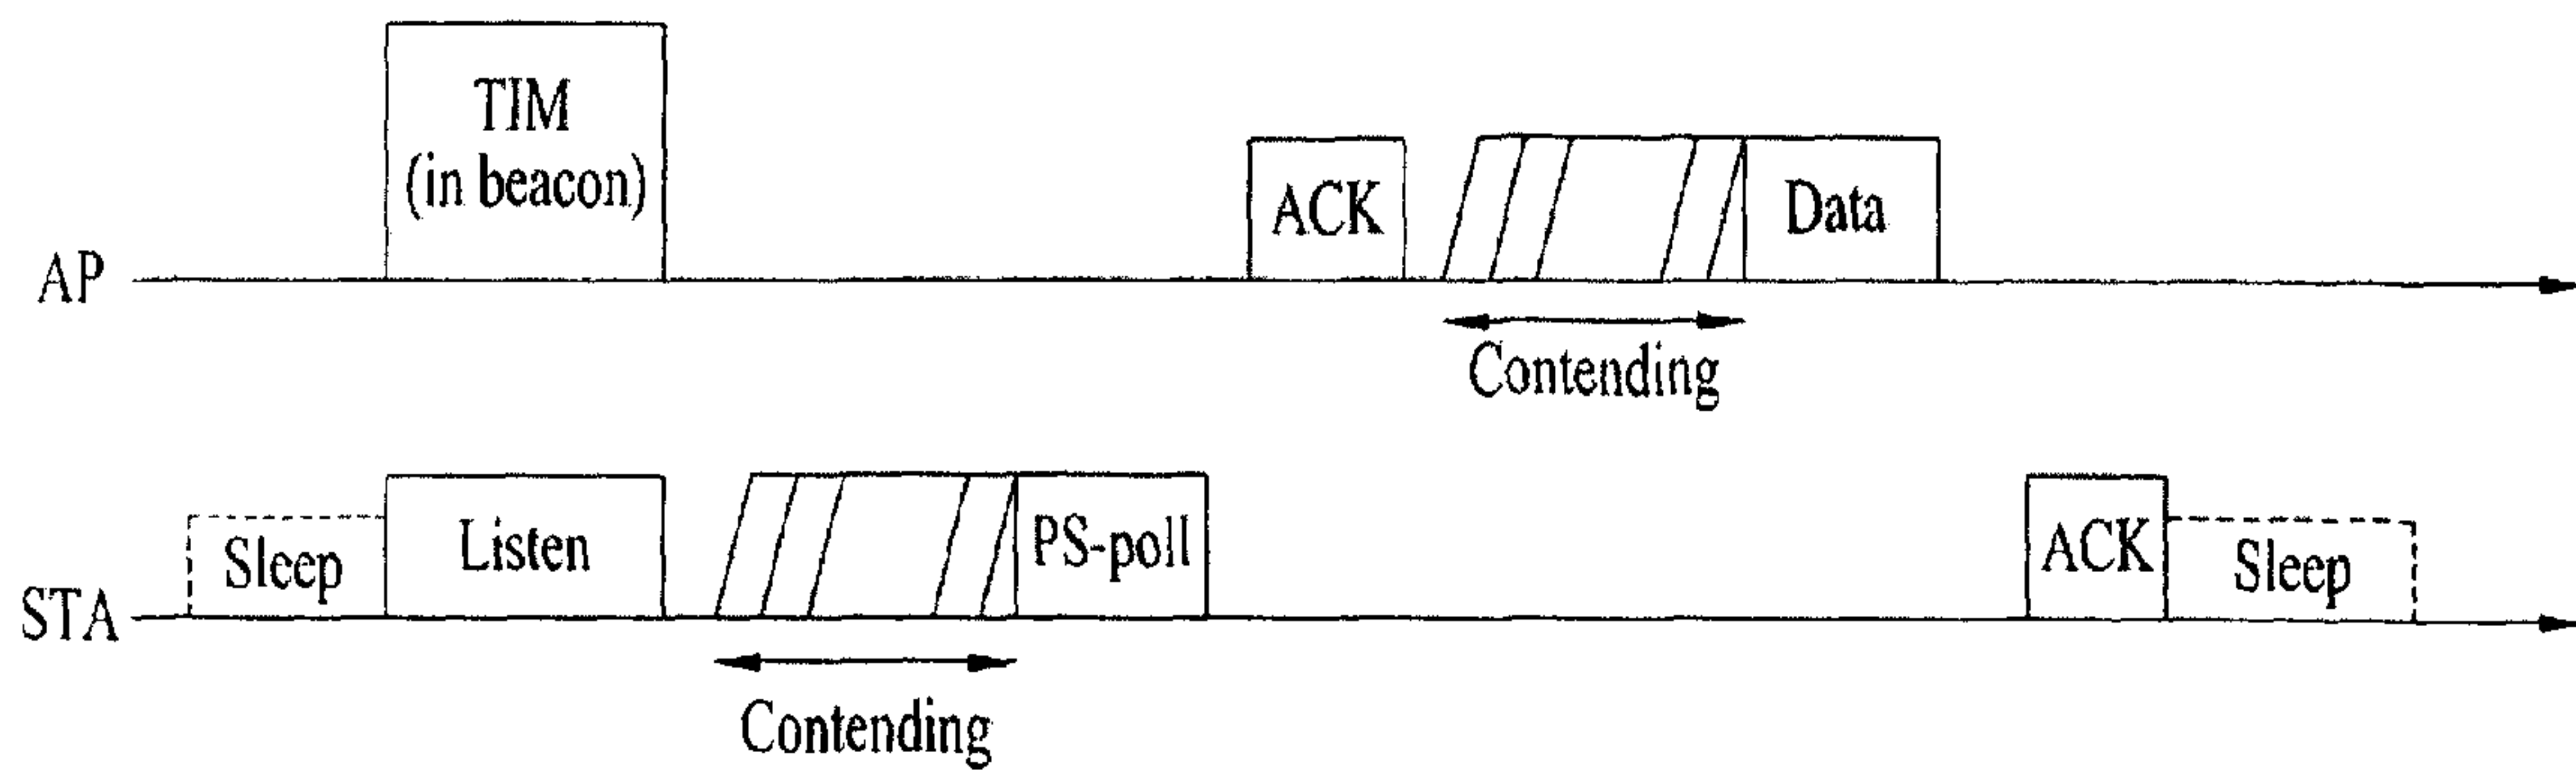 TIM
(in beacon)
ACK
Data
AP
Contending
Sleep
Listen
PS-poll
ACK
Sleep
STA
Contending